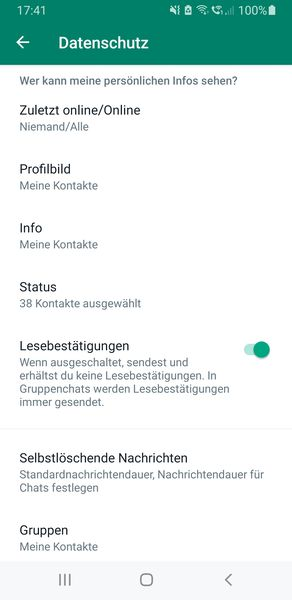 17:41
100%
Datenschutz
Wer kann meine persönlichen Infos sehen?
Zuletzt online/Online
Niemand/Alle
Profilbild
Meine Kontakte
Info
Meine Kontakte
Status
38 Kontakte ausgewählt
Lesebestätigungen
Wenn ausgeschaltet, sendest und
erhältst du keine Lesebestätigungen. In
Gruppenchats werden Lesebestätigungen
immer gesendet.
Selbstlöschende Nachrichten
Standardnachrichtendauer, Nachrichtendauer für
Chats festlegen
Gruppen
Meine Kontakte